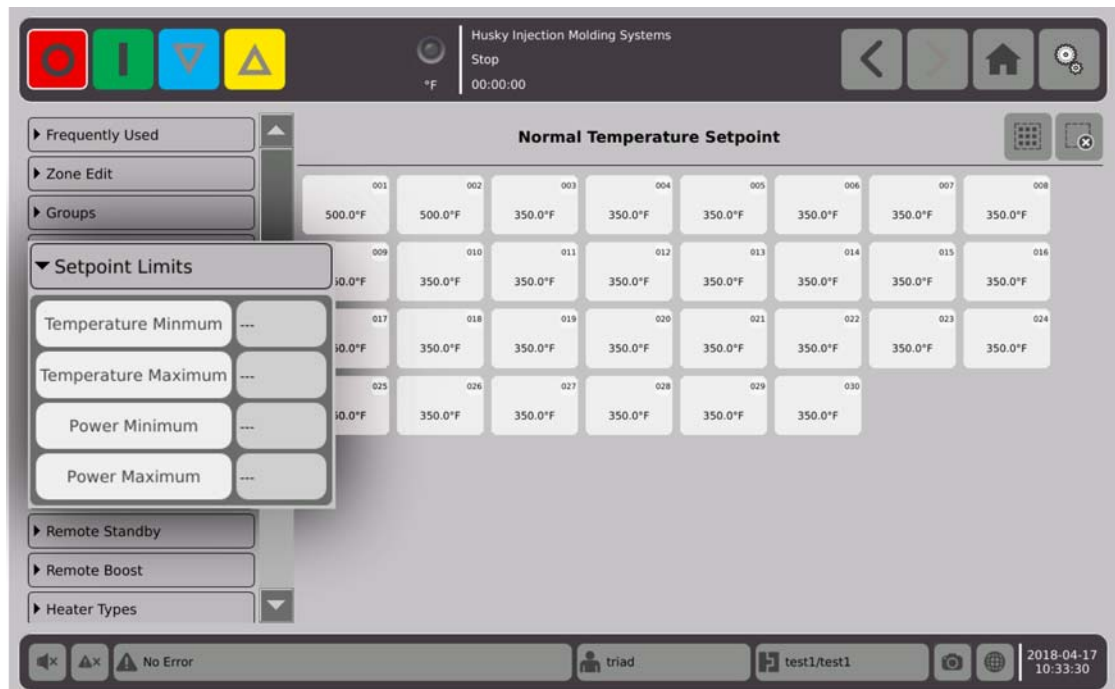 Husky Injection Molding Systems
Stop
°F 00:00:00
Frequently Used
Zone Edit
Groups
Setpoint Limits
Temperature Minmum ---
Temperature Maximum ---
Power Minimum ---
Power Maximum ---
Remote Standby
Remote Boost
Heater Types
Normal Temperature Setpoint
001 002 003 004 005 006 007 008
500.0°F 500.0°F 350.0°F 350.0°F 350.0°F 350.0°F 350.0°F 350.0°F
009 010 011 012 013 014 015 016
50.0°F 350.0°F 350.0°F 350.0°F 350.0°F 350.0°F 350.0°F 350.0°F
017 018 019 020 021 022 023 024
50.0°F 350.0°F 350.0°F 350.0°F 350.0°F 350.0°F 350.0°F 350.0°F
025 026 027 028 029 030
50.0°F 350.0°F 350.0°F 350.0°F 350.0°F 350.0°F
No Error triad test1/test1 2018-04-17
10:33:30